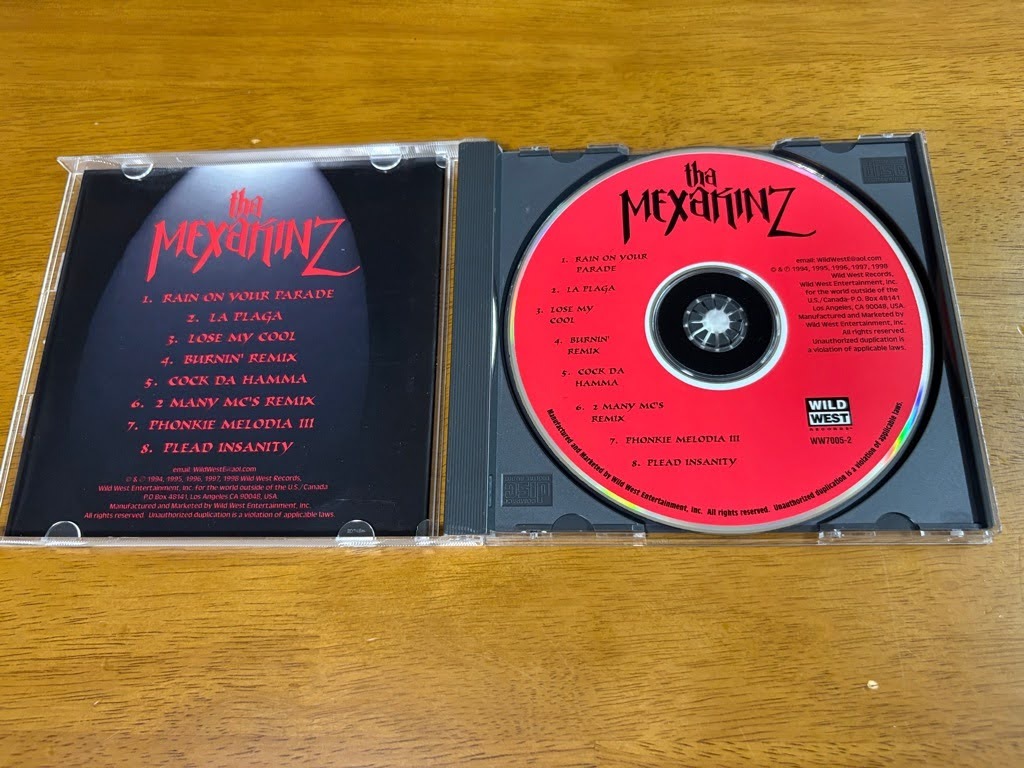 tha
MEXAKINZ
1. RAIN ON YOUR PARADE
2. LA PLAGA
3. LOSE MY COOL
4. BURNIN' REMIX
5. COCK DA HAMMA
6. 2 MANY MC'S REMIX
7. PHONKIE MELODIA III
8. PLEAD INSANITY
email: WildWestE@aol.com
© & ℗ 1994, 1995, 1996, 1997, 1998 Wild West Records,
Wild West Entertainment, Inc. for the world outside of the U.S./Canada
P.O Box 48141, Los Angeles CA 90048, USA
Manufactured and Marketed by Wild West Entertainment, Inc.
All rights reserved. Unauthorized duplication is a violation of applicable laws.
tha
MEXAKINZ
1. RAIN ON YOUR
PARADE
2. LA PLAGA
3. LOSE MY
COOL
4. BURNIN'
REMIX
5. COCK DA
HAMMA
6. 2 MANY MC'S
REMIX
7. PHONKIE MELODIA III
8. PLEAD INSANITY
email: WildWestE@aol.com
© & ℗ 1994, 1995, 1996, 1997, 1998
Wild West Records,
Wild West Entertainment, Inc.
for the world outside of the
U.S./Canada- P.O. Box 48141
Los Angeles, CA 90048, USA.
Manufactured and Marketed by
Wild West Entertainment, Inc.
All rights reserved.
Unauthorized duplication is
a violation of applicable laws.
WILD
WEST
RECORDS
WW7005-2
Manufactured and Marketed by Wild West Entertainment, Inc. All rights reserved. Unauthorized duplication is a violation of applicable laws.